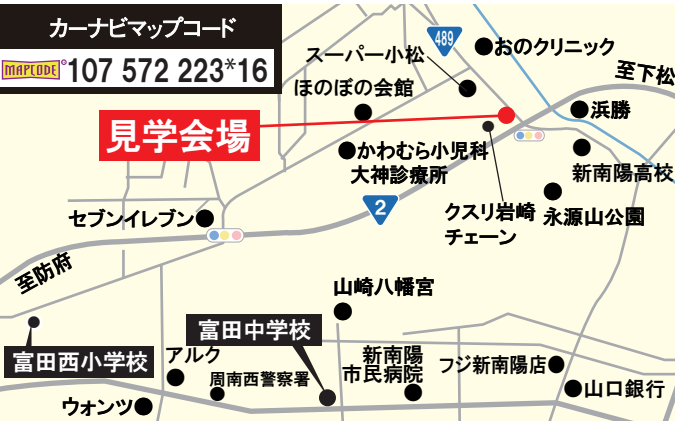 カーナビマップコード
MAPCODE® 107 572 223*16
489
おのクリニック
スーパー小松
至下松
ほのぼの会館
浜勝
見学会場
かわむら小児科
大神診療所
新南陽高校
2
クスリ岩崎
チェーン
永源山公園
セブンイレブン
至防府
山崎八幡宮
富田中学校
富田西小学校
アルク
周南西警察署
新南陽
市民病院
フジ新南陽店
山口銀行
ウォンツ